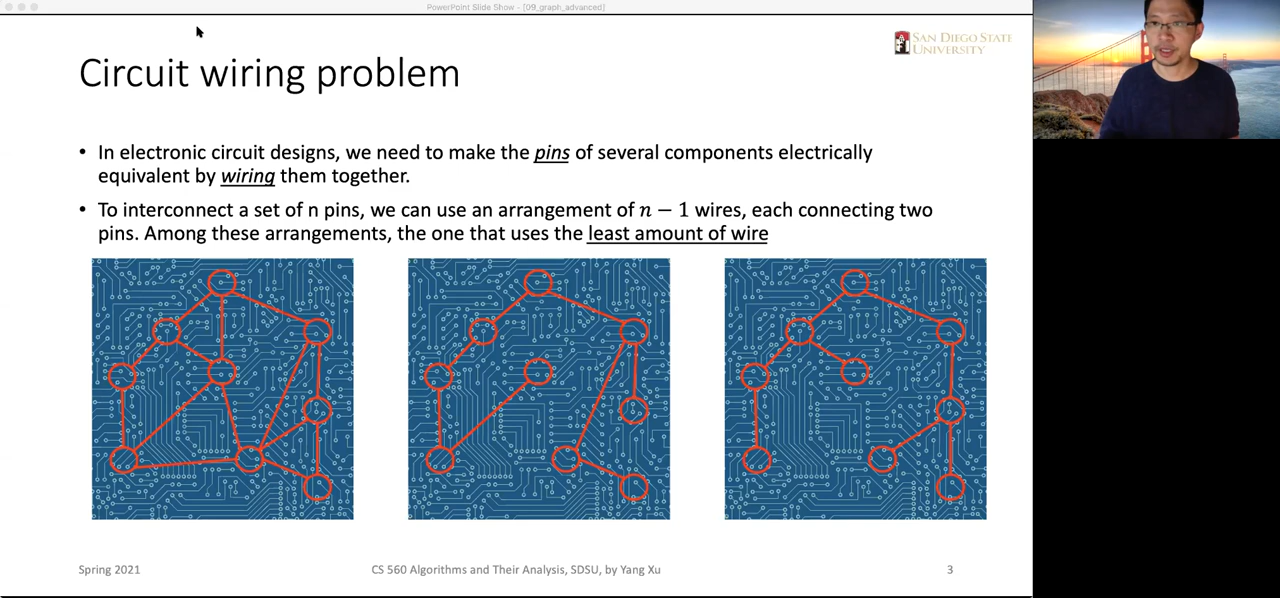 PowerPoint Slide Show - [09_graph_advanced]
SAN DIEGO STATE
UNIVERSITY
Circuit wiring problem
• In electronic circuit designs, we need to make the pins of several components electrically
equivalent by wiring them together.
• To interconnect a set of n pins, we can use an arrangement of n − 1 wires, each connecting two
pins. Among these arrangements, the one that uses the least amount of wire
Spring 2021
CS 560 Algorithms and Their Analysis, SDSU, by Yang Xu
3